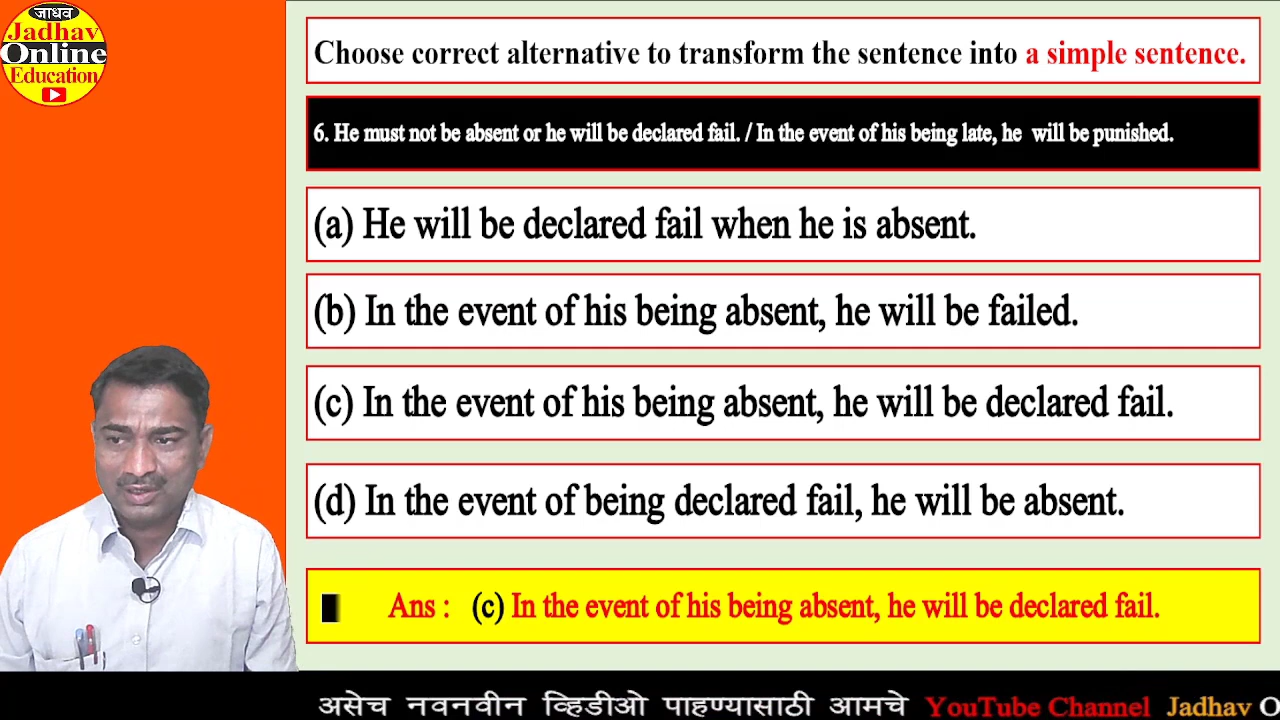 जाधव
Jadhav
Online
Education
Choose correct alternative to transform the sentence into a simple sentence.
6. He must not be absent or he will be declared fail. / In the event of his being late, he will be punished.
(a) He will be declared fail when he is absent.
(b) In the event of his being absent, he will be failed.
(c) In the event of his being absent, he will be declared fail.
(d) In the event of being declared fail, he will be absent.
Ans : (c) In the event of his being absent, he will be declared fail.
असेच नवनवीन व्हिडीओ पाहण्यासाठी आमचे YouTube Channel Jadhav O